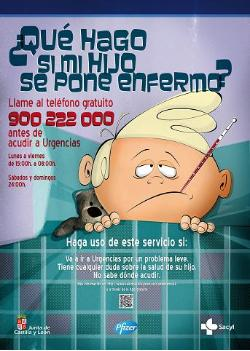 ¿QUÉ HAGO
SI MI HIJO
SE PONE ENFERMO?
Llame al teléfono gratuito
900 222 000
antes de
acudir a Urgencias
Lunes a viernes
de 15:00h. a 08:00h.
Sábados y domingos
24:00h.
Haga uso de este servicio si:
Va a ir a Urgencias por un problema leve.
Tiene cualquier duda sobre la salud de su hijo.
No sabe dónde acudir.
Junta de
Castilla y León
Pfizer
Sacyl